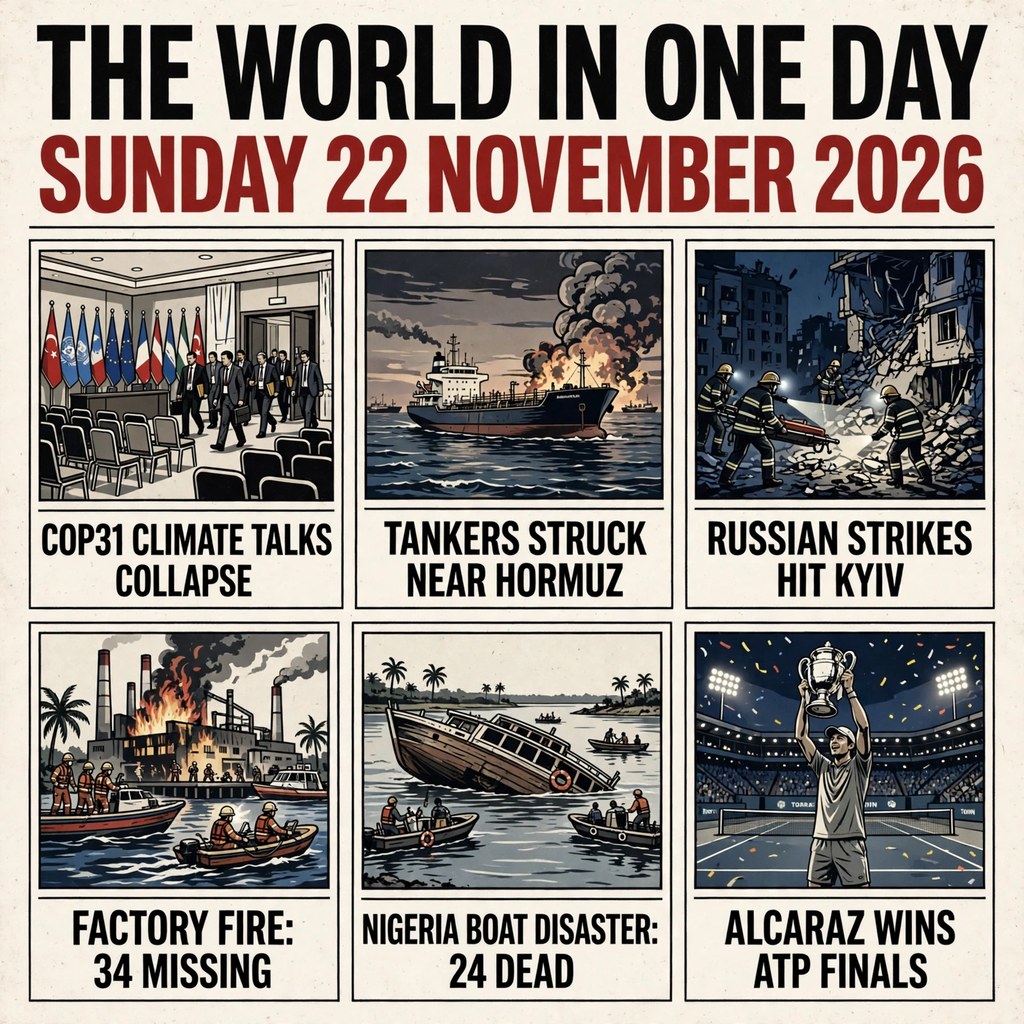 THE WORLD IN ONE DAY
SUNDAY 22 NOVEMBER 2026
COP31 CLIMATE TALKS
COLLAPSE
TANKERS STRUCK
NEAR HORMUZ
RUSSIAN STRIKES
HIT KYIV
FACTORY FIRE:
34 MISSING
NIGERIA BOAT DISASTER:
24 DEAD
ALCARAZ WINS
ATP FINALS